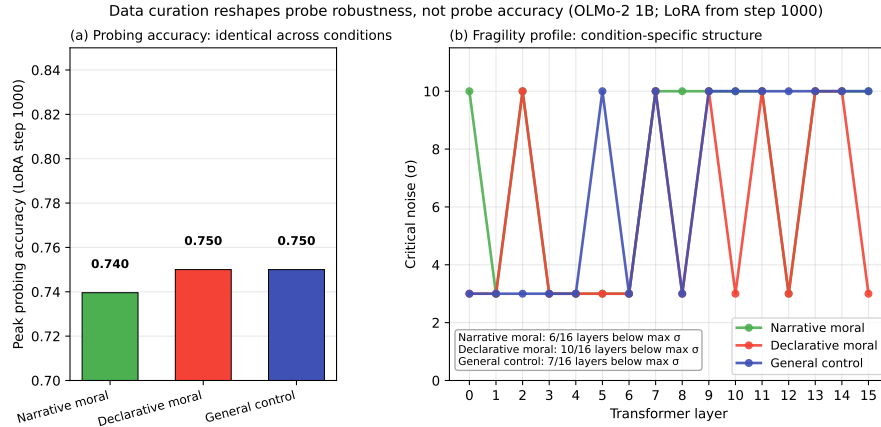 Data curation reshapes probe robustness, not probe accuracy (OLMo-2 1B; LoRA from step 1000)
(a) Probing accuracy: identical across conditions
Peak probing accuracy (LoRA step 1000)
0.84
0.82
0.80
0.78
0.76
0.74
0.72
0.70
0.740
0.750
0.750
Narrative moral
Declarative moral
General control
(b) Fragility profile: condition-specific structure
Critical noise (σ)
10
8
6
4
2
0
Narrative moral: 6/16 layers below max σ
Declarative moral: 10/16 layers below max σ
General control: 7/16 layers below max σ
Narrative moral
Declarative moral
General control
0 1 2 3 4 5 6 7 8 9 10 11 12 13 14 15
Transformer layer